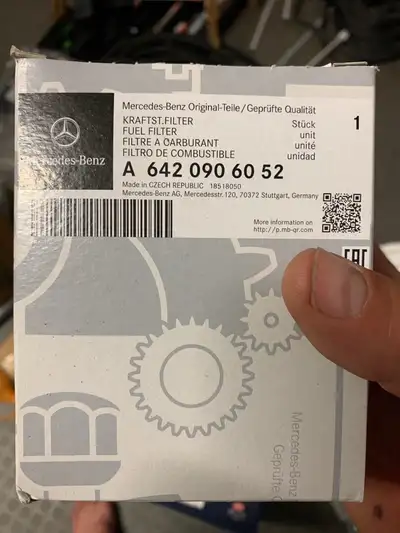 Mercedes-Benz Original-Teile/Geprüfte Qualität
KRAFTST.FILTER
FUEL FILTER
FILTRE A CARBURANT
FILTRO DE COMBUSTIBLE
Stück
unit
unité
unidad
1
Mercedes-Benz
A 642 090 60 52
Made in CZECH REPUBLIC 18518050
Mercedes-Benz AG, Mercedesstr.120, 70372 Stuttgart, Germany
More information on
http://p.mb-qr.com
EAC
Mercedes-Benz
Geprüfte